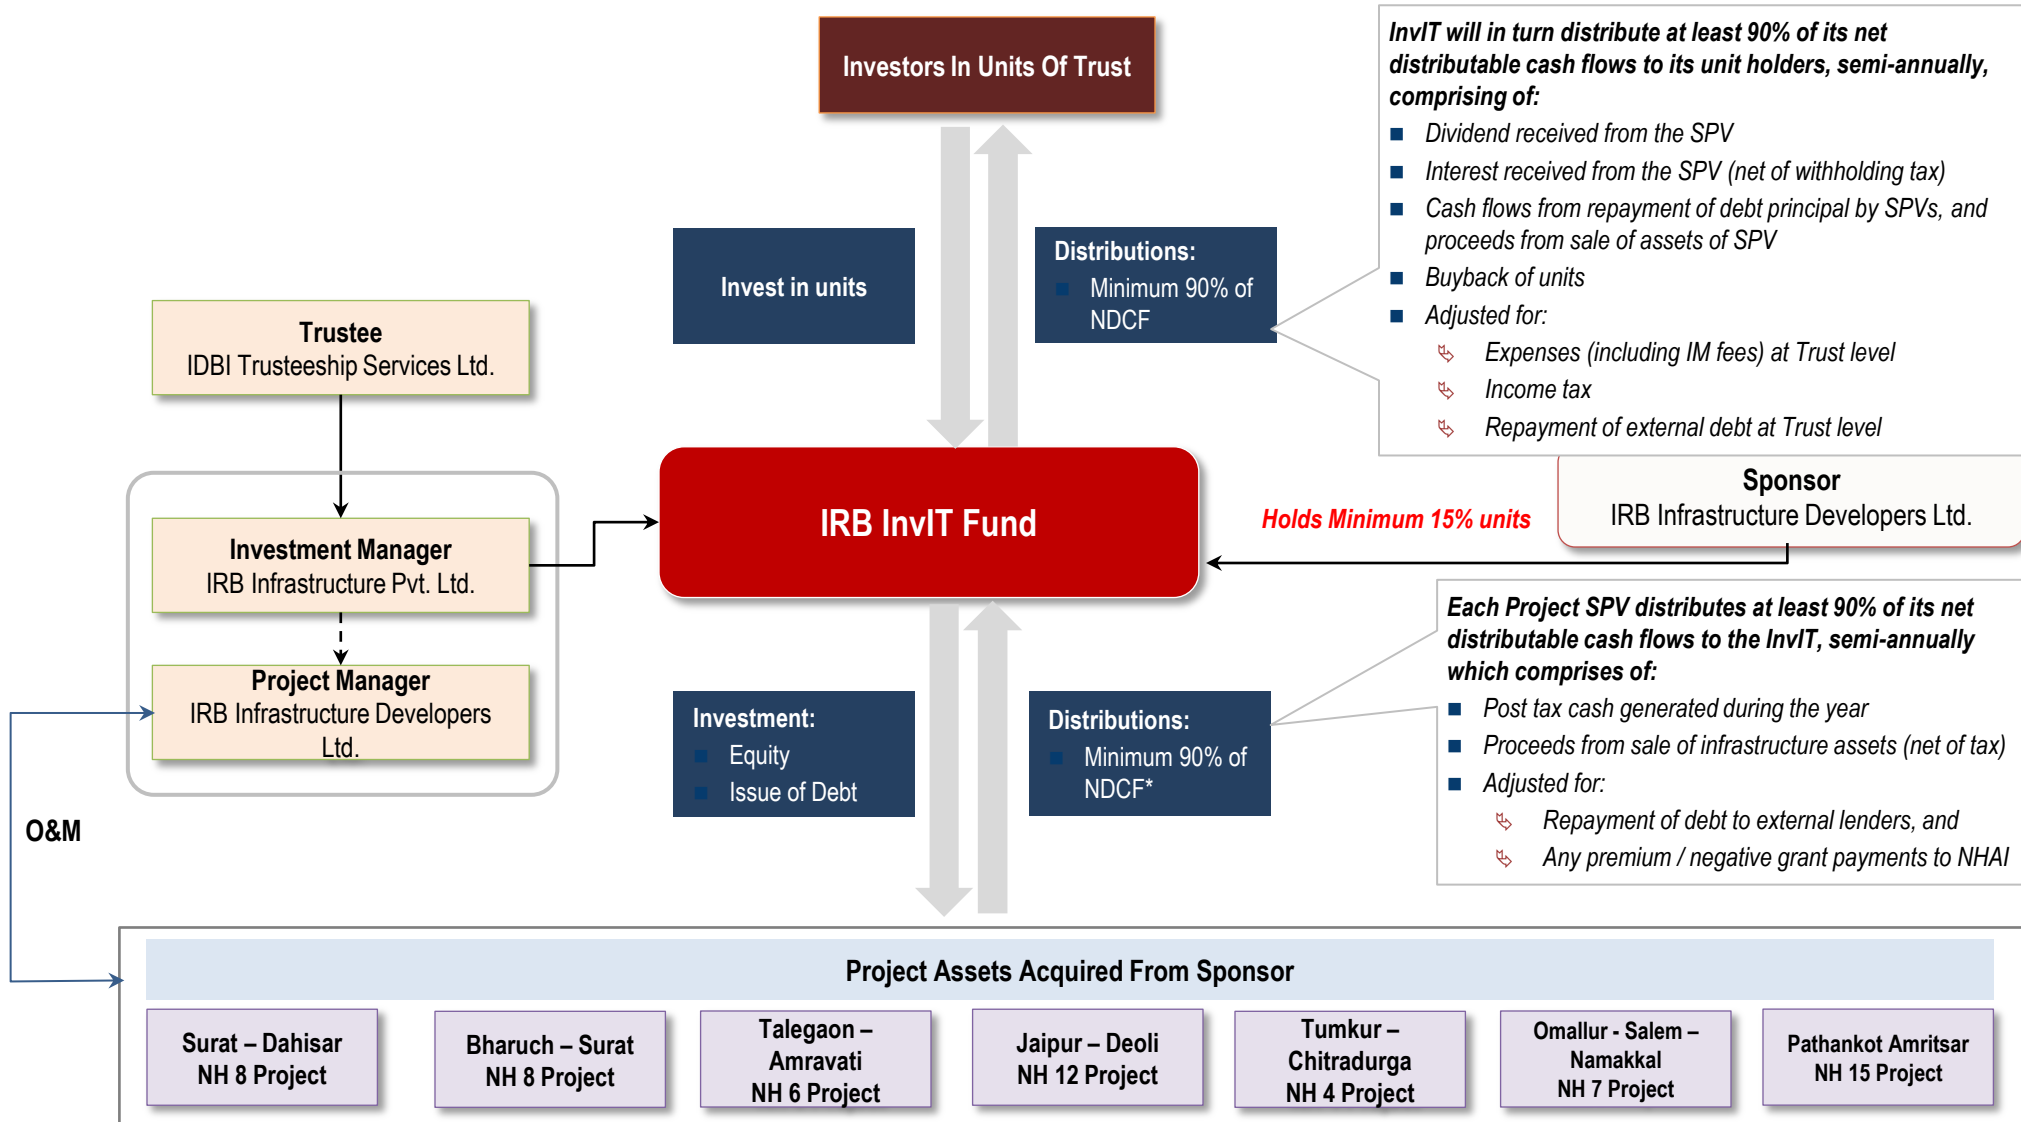 Investors In Units Of Trust
InvIT will in turn distribute at least 90% of its net
distributable cash flows to its unit holders, semi-annually,
comprising of:
Dividend received from the SPV
Interest received from the SPV (net of withholding tax)
Cash flows from repayment of debt principal by SPVs, and
proceeds from sale of assets of SPV
Buyback of units
Adjusted for:
Expenses (including IM fees) at Trust level
Income tax
Repayment of external debt at Trust level
Invest in units
Distributions:
Minimum 90% of
NDCF
Trustee
IDBI Trusteeship Services Ltd.
Investment Manager
IRB Infrastructure Pvt. Ltd.
Project Manager
IRB Infrastructure Developers
Ltd.
IRB InvIT Fund
Holds Minimum 15% units
Sponsor
IRB Infrastructure Developers Ltd.
Investment:
Equity
Issue of Debt
Distributions:
Minimum 90% of
NDCF*
Each Project SPV distributes at least 90% of its net
distributable cash flows to the InvIT, semi-annually
which comprises of:
Post tax cash generated during the year
Proceeds from sale of infrastructure assets (net of tax)
Adjusted for:
Repayment of debt to external lenders, and
Any premium / negative grant payments to NHAI
O&M
Project Assets Acquired From Sponsor
Surat – Dahisar
NH 8 Project
Bharuch – Surat
NH 8 Project
Talegaon –
Amravati
NH 6 Project
Jaipur – Deoli
NH 12 Project
Tumkur –
Chitradurga
NH 4 Project
Omallur - Salem –
Namakkal
NH 7 Project
Pathankot Amritsar
NH 15 Project